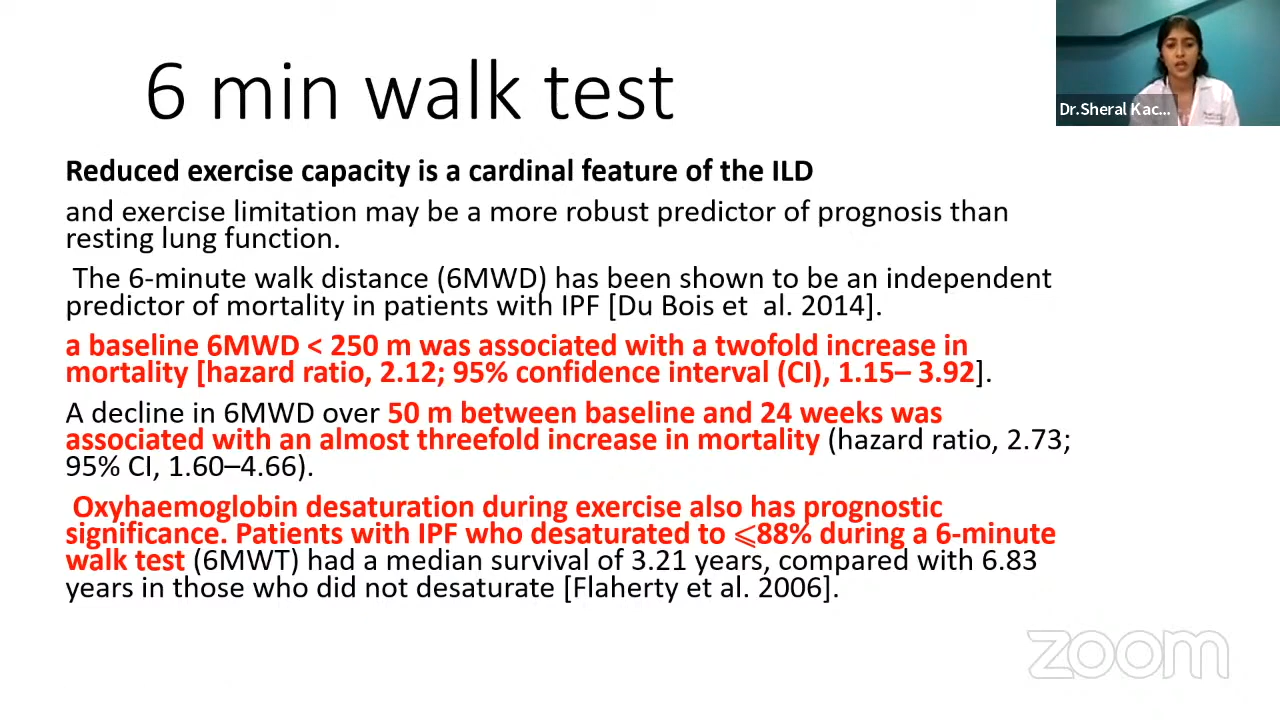 6 min walk test
Dr.Sheral Kac...
Reduced exercise capacity is a cardinal feature of the ILD
and exercise limitation may be a more robust predictor of prognosis than
resting lung function.
The 6-minute walk distance (6MWD) has been shown to be an independent
predictor of mortality in patients with IPF [Du Bois et al. 2014].
a baseline 6MWD < 250 m was associated with a twofold increase in
mortality [hazard ratio, 2.12; 95% confidence interval (CI), 1.15– 3.92].
A decline in 6MWD over 50 m between baseline and 24 weeks was
associated with an almost threefold increase in mortality (hazard ratio, 2.73;
95% CI, 1.60–4.66).
Oxyhaemoglobin desaturation during exercise also has prognostic
significance. Patients with IPF who desaturated to ⩽88% during a 6-minute
walk test (6MWT) had a median survival of 3.21 years, compared with 6.83
years in those who did not desaturate [Flaherty et al. 2006].
zoom